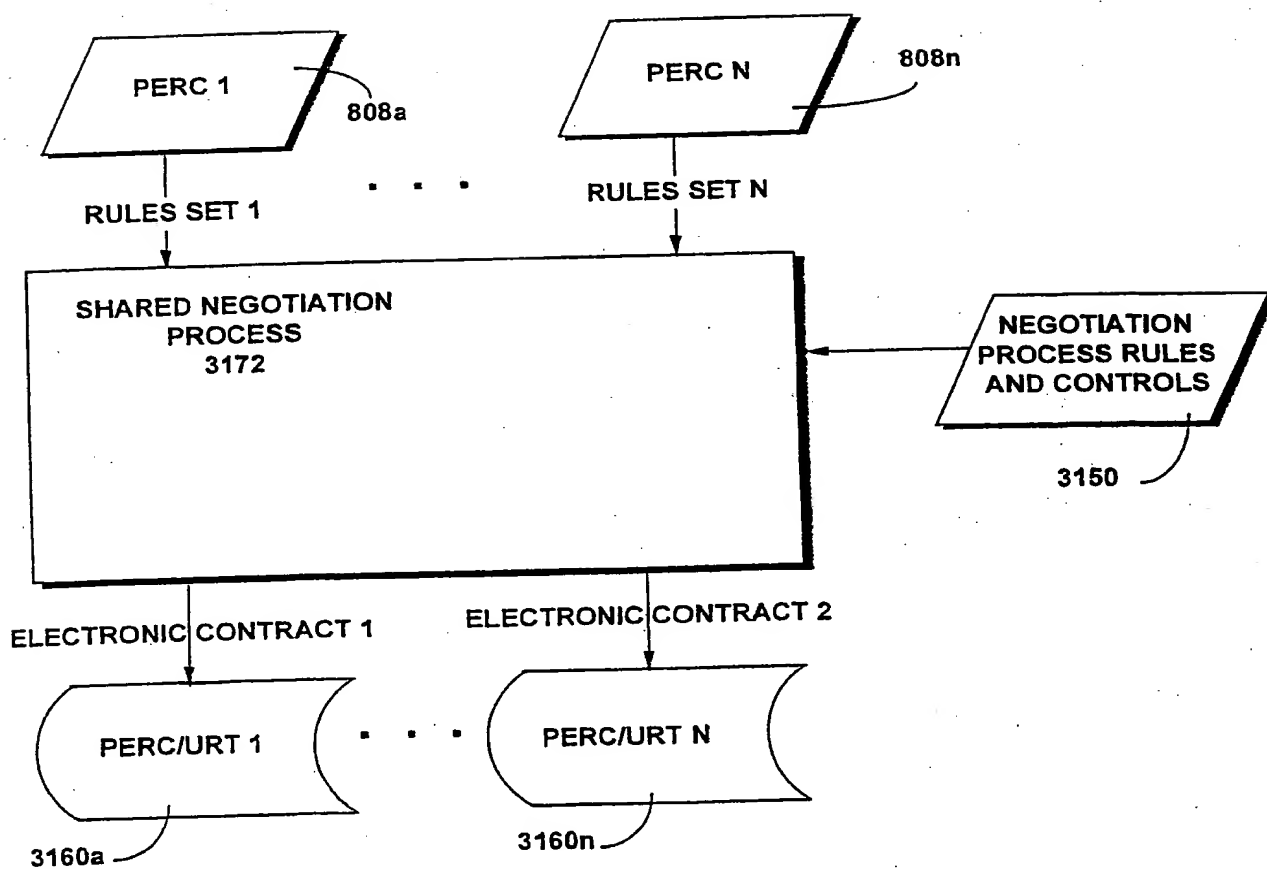 PERC 1
808a
PERC N
808n
RULES SET 1
RULES SET N
SHARED NEGOTIATION
PROCESS
3172
NEGOTIATION
PROCESS RULES
AND CONTROLS
3150
ELECTRONIC CONTRACT 1
ELECTRONIC CONTRACT 2
PERC/URT 1
PERC/URT N
3160a
3160n